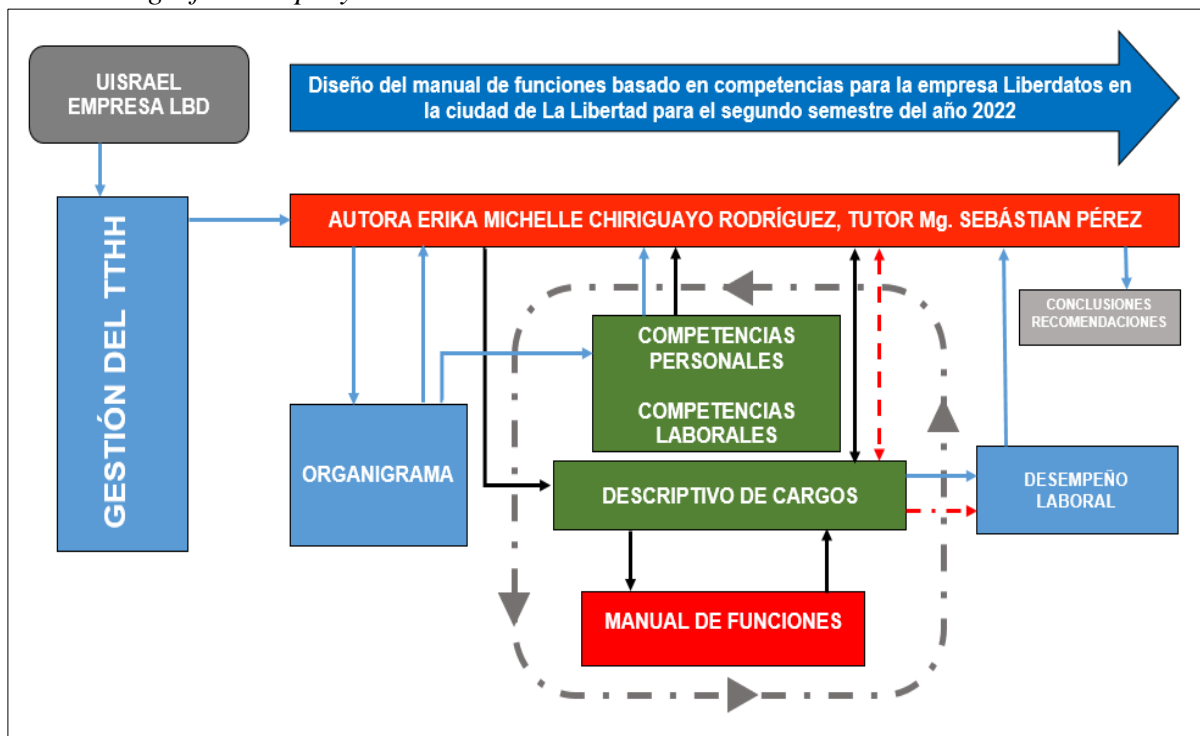 UISRAEL
EMPRESA LBD
Diseño del manual de funciones basado en competencias para la empresa Liberdatos en
la ciudad de La Libertad para el segundo semestre del año 2022
GESTIÓN DEL TTHH
AUTORA ERIKA MICHELLE CHIRIGUAYO RODRÍGUEZ, TUTOR Mg. SEBÁSTIAN PÉREZ
CONCLUSIONES
RECOMENDACIONES
COMPETENCIAS
PERSONALES
COMPETENCIAS
LABORALES
ORGANIGRAMA
DESCRIPTIVO DE CARGOS
DESEMPEÑO
LABORAL
MANUAL DE FUNCIONES